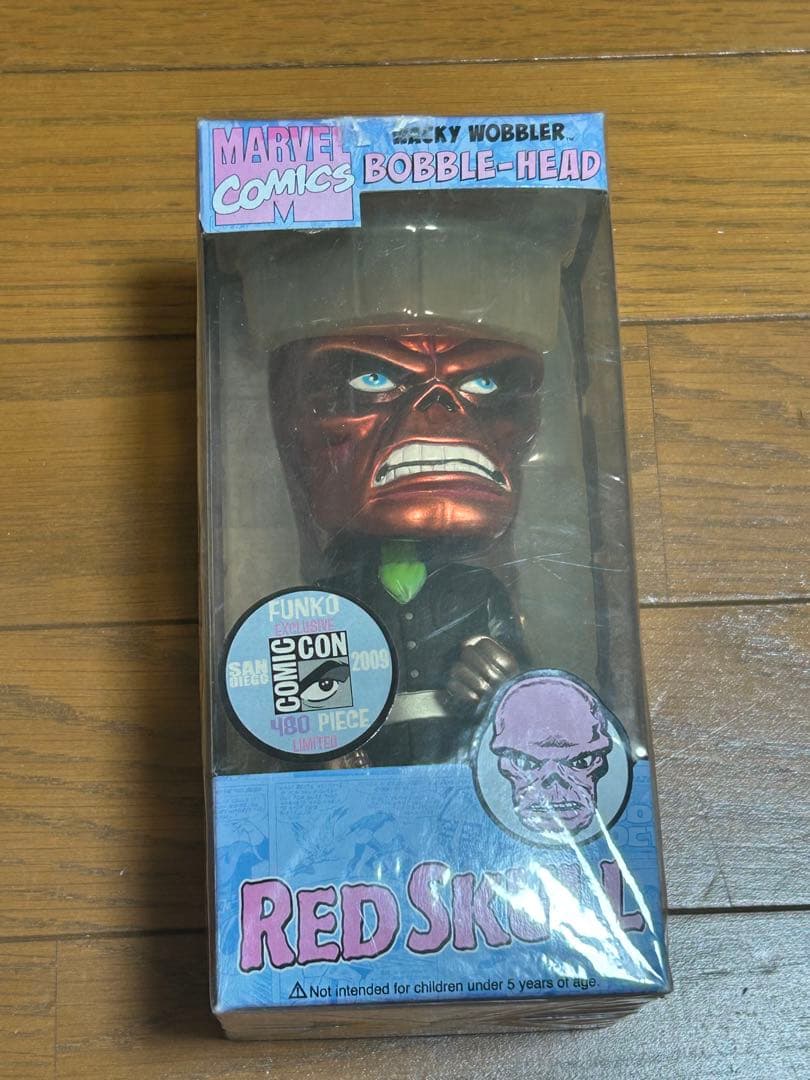 MARVEL
COMICS
M
WACKY WOBBLER™
BOBBLE-HEAD
FUNKO
EXCLUSIVE
SAN DIEGO
COMIC CON
2009
480 PIECE
LIMITED
RED SKULL
⚠Not intended for children under 5 years of age.